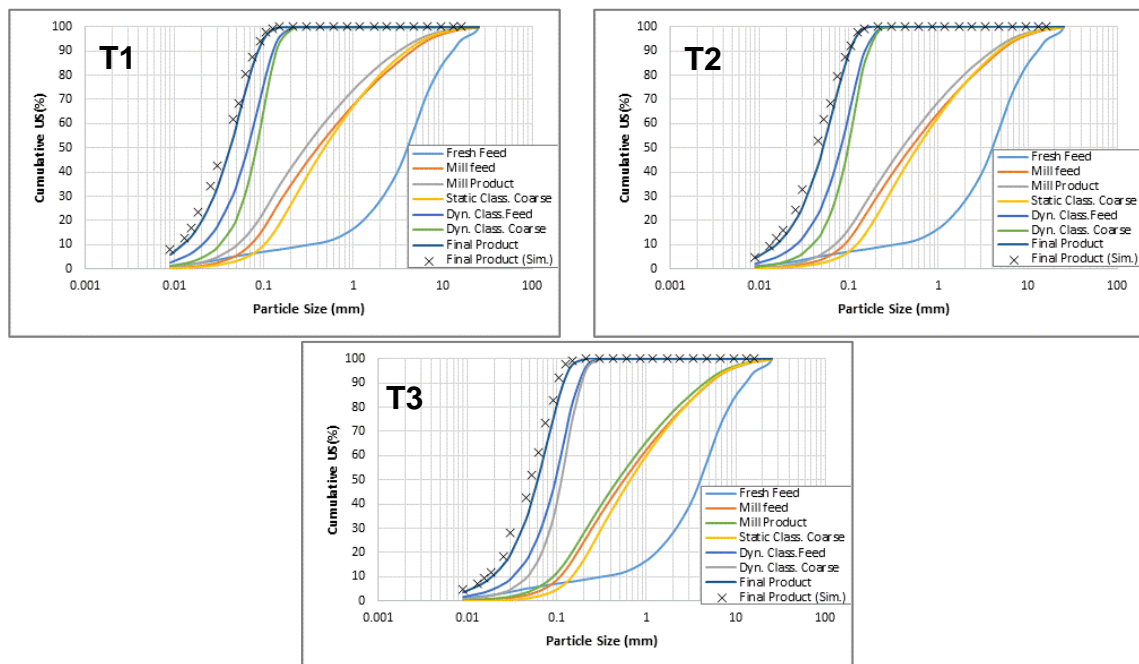 T1
Cumulative US(%)
100
90
80
70
60
50
40
30
20
10
0
0.001
0.01
0.1
1
10
100
Particle Size (mm)
Fresh Feed
Mill feed
Mill Product
Static Class. Coarse
Dyn. Class.Feed
Dyn. Class. Coarse
Final Product
Final Product (Sim.)
T2
Cumulative US(%)
100
90
80
70
60
50
40
30
20
10
0
0.001
0.01
0.1
1
10
100
Particle Size (mm)
Fresh Feed
Mill feed
Mill Product
Static Class. Coarse
Dyn. Class.Feed
Dyn. Class. Coarse
Final Product
Final Product (Sim.)
T3
Cumulative US(%)
100
90
80
70
60
50
40
30
20
10
0
0.001
0.01
0.1
1
10
100
Particle Size (mm)
Fresh Feed
Mill feed
Mill Product
Static Class. Coarse
Dyn. Class.Feed
Dyn. Class. Coarse
Final Product
Final Product (Sim.)